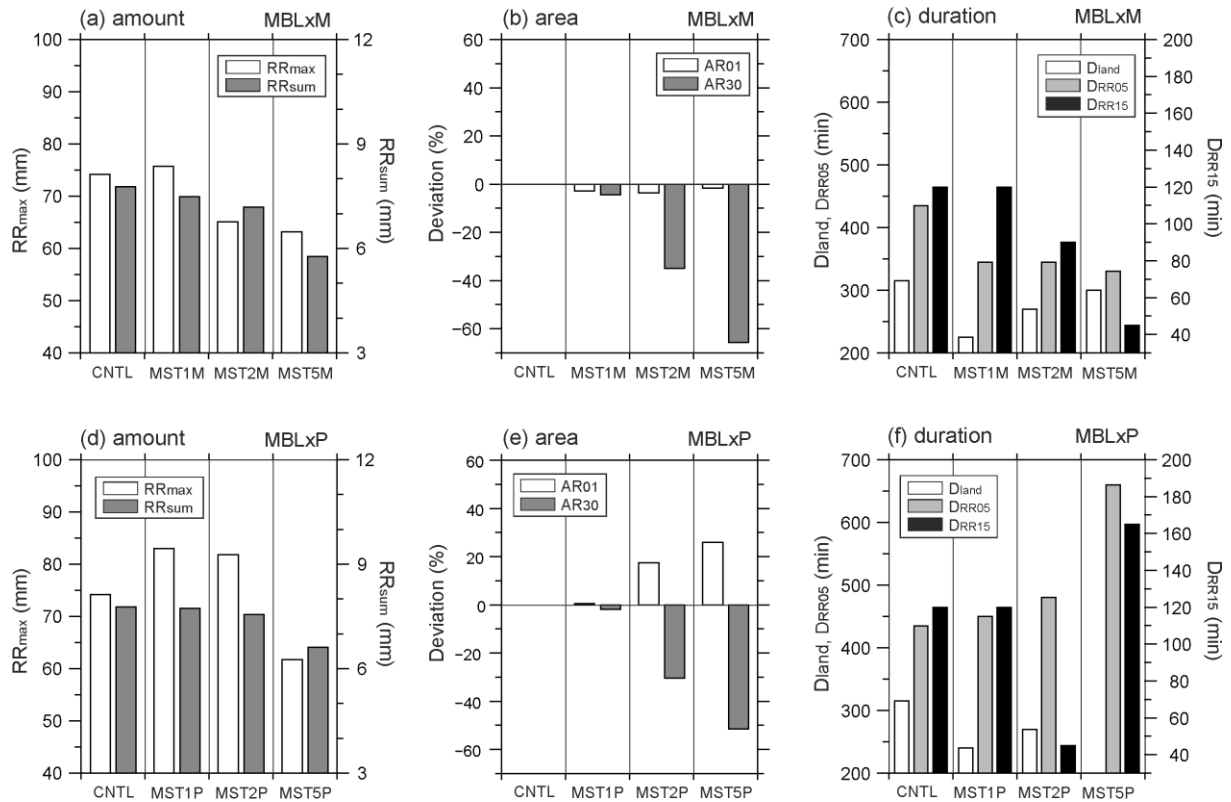 (a) amount MBLxM
100
90
80
70
60
50
40
12
9
6
3
RRmax (mm)
RRsum (mm)
RRmax
RRsum
CNTL MST1M MST2M MST5M
(b) area MBLxM
60
40
20
0
−20
−40
−60
Deviation (%)
AR01
AR30
CNTL MST1M MST2M MST5M
(c) duration MBLxM
700
600
500
400
300
200
200
180
160
140
120
100
80
60
40
Dland, DRR05 (min)
DRR15 (min)
Dland
DRR05
DRR15
CNTL MST1M MST2M MST5M
(d) amount MBLxP
100
90
80
70
60
50
40
12
9
6
3
RRmax (mm)
RRsum (mm)
RRmax
RRsum
CNTL MST1P MST2P MST5P
(e) area MBLxP
60
40
20
0
−20
−40
−60
Deviation (%)
AR01
AR30
CNTL MST1P MST2P MST5P
(f) duration MBLxP
700
600
500
400
300
200
200
180
160
140
120
100
80
60
40
Dland, DRR05 (min)
DRR15 (min)
Dland
DRR05
DRR15
CNTL MST1P MST2P MST5P